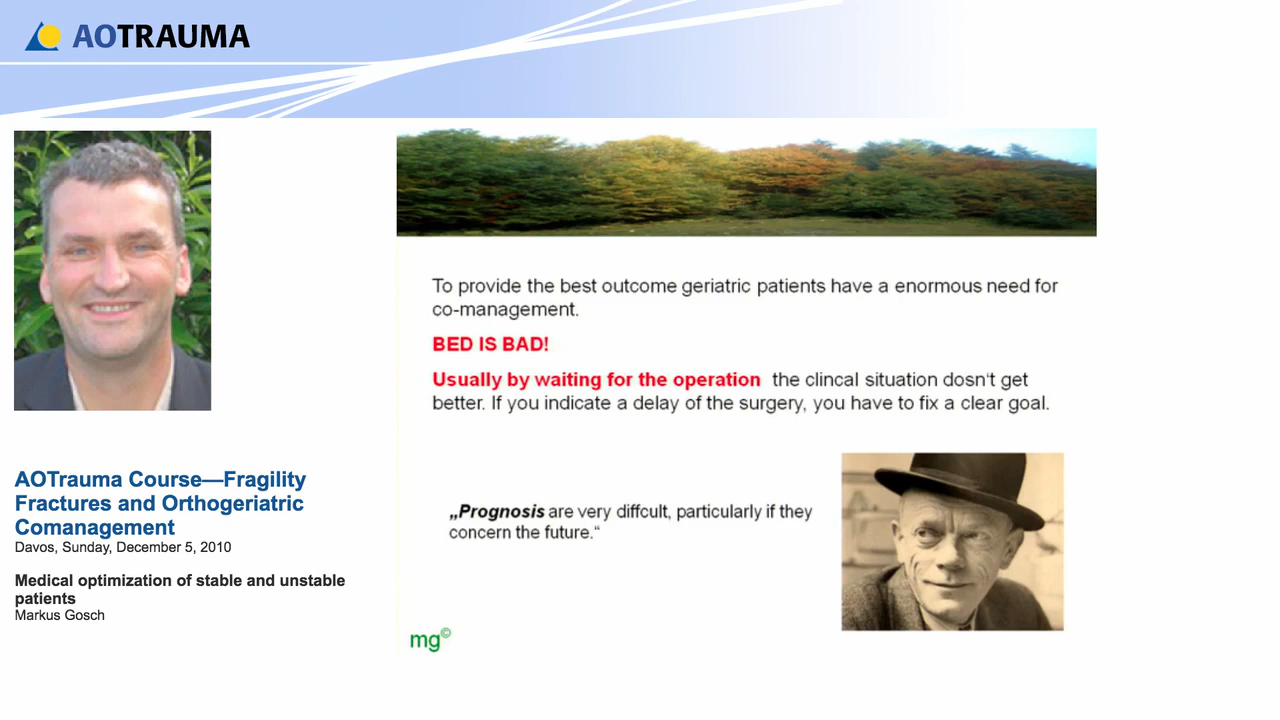 AOTRAUMA
To provide the best outcome geriatric patients have a enormous need for
co-management.
BED IS BAD!
Usually by waiting for the operation the clincal situation dosn't get
better. If you indicate a delay of the surgery, you have to fix a clear goal.
„Prognosis are very diffcult, particularly if they
concern the future.“
mg©
AOTrauma Course—Fragility
Fractures and Orthogeriatric
Comanagement
Davos, Sunday, December 5, 2010
Medical optimization of stable and unstable
patients
Markus Gosch